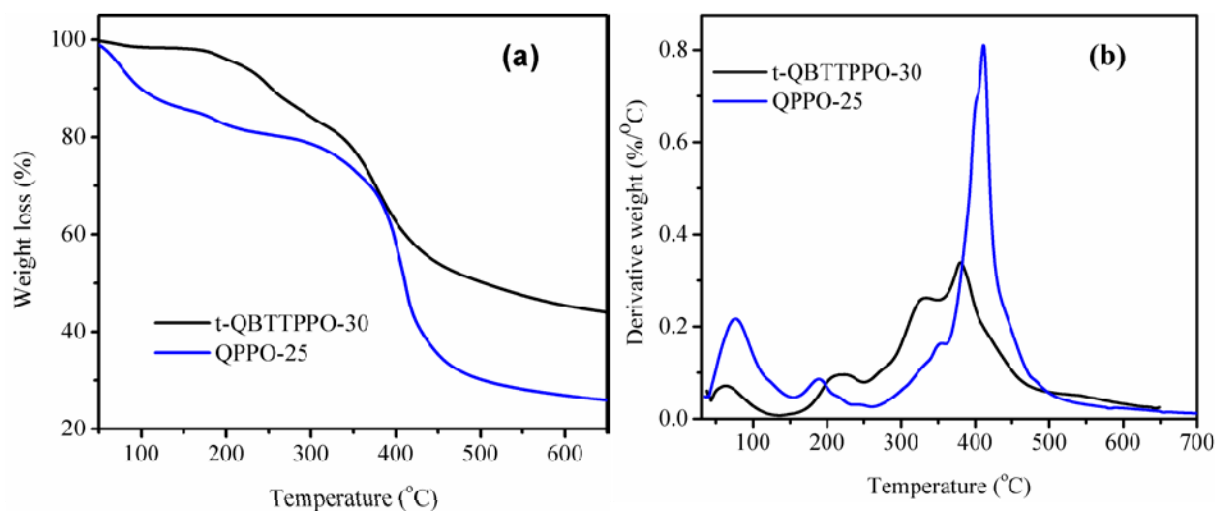 (a)
100
80
60
40
20
Weight loss (%)
t-QBTTPPO-30
QPPO-25
100 200 300 400 500 600
Temperature (°C)
(b)
0.8
0.6
0.4
0.2
0.0
Derivative weight (%/°C)
t-QBTTPPO-30
QPPO-25
100 200 300 400 500 600 700
Temperature (°C)